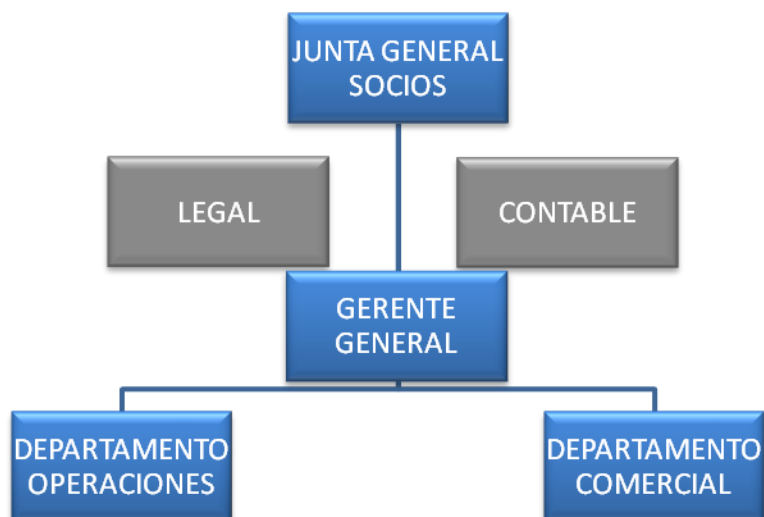 JUNTA GENERAL
SOCIOS
LEGAL
CONTABLE
GERENTE
GENERAL
DEPARTAMENTO
OPERACIONES
DEPARTAMENTO
COMERCIAL